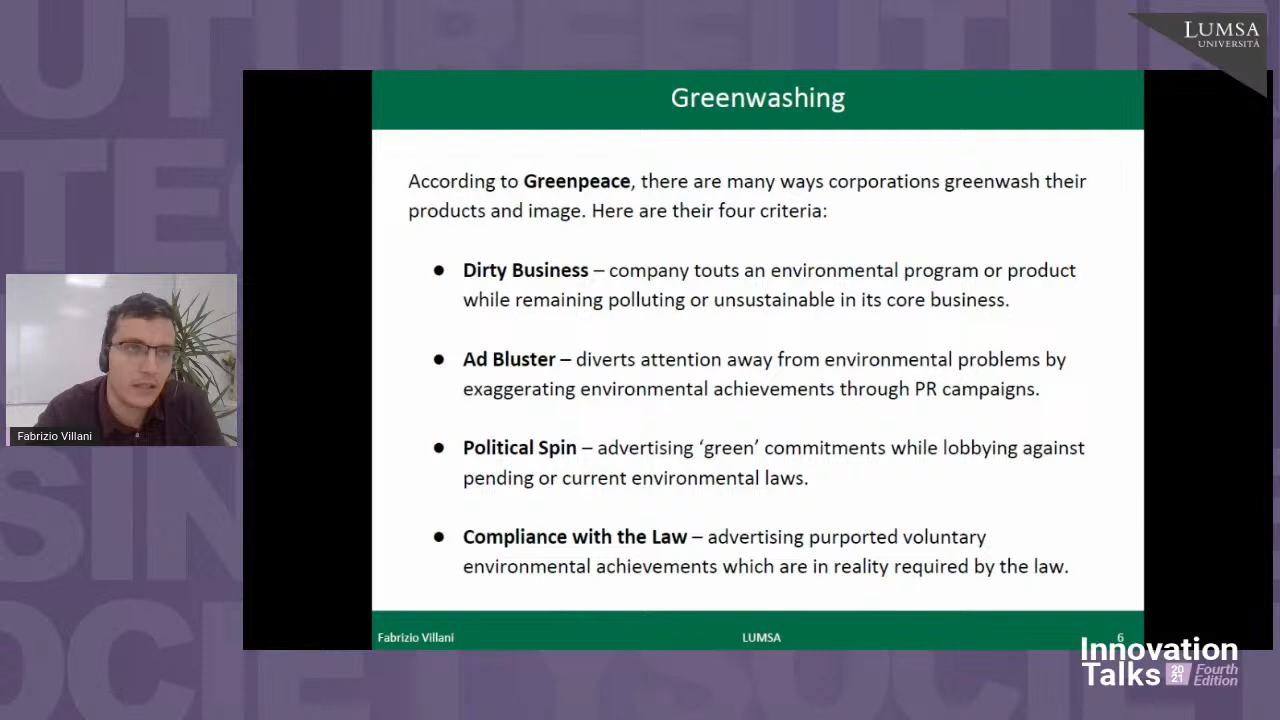 LUMSA
UNIVERSITÀ
Greenwashing
According to Greenpeace, there are many ways corporations greenwash their
products and image. Here are their four criteria:
● Dirty Business – company touts an environmental program or product
while remaining polluting or unsustainable in its core business.
● Ad Bluster – diverts attention away from environmental problems by
exaggerating environmental achievements through PR campaigns.
● Political Spin – advertising ‘green’ commitments while lobbying against
pending or current environmental laws.
● Compliance with the Law – advertising purported voluntary
environmental achievements which are in reality required by the law.
Fabrizio Villani
Fabrizio Villani LUMSA 6
Innovation
Talks 2021 Fourth Edition